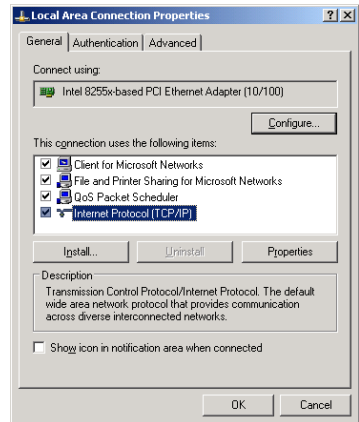 Local Area Connection Properties
General Authentication Advanced
Connect using:
Intel 8255x-based PCI Ethernet Adapter (10/100)
Configure...
This connection uses the following items:
Client for Microsoft Networks
File and Printer Sharing for Microsoft Networks
QoS Packet Scheduler
Internet Protocol (TCP/IP)
Install... Uninstall Properties
Description
Transmission Control Protocol/Internet Protocol. The default
wide area network protocol that provides communication
across diverse interconnected networks.
Show icon in notification area when connected
OK Cancel